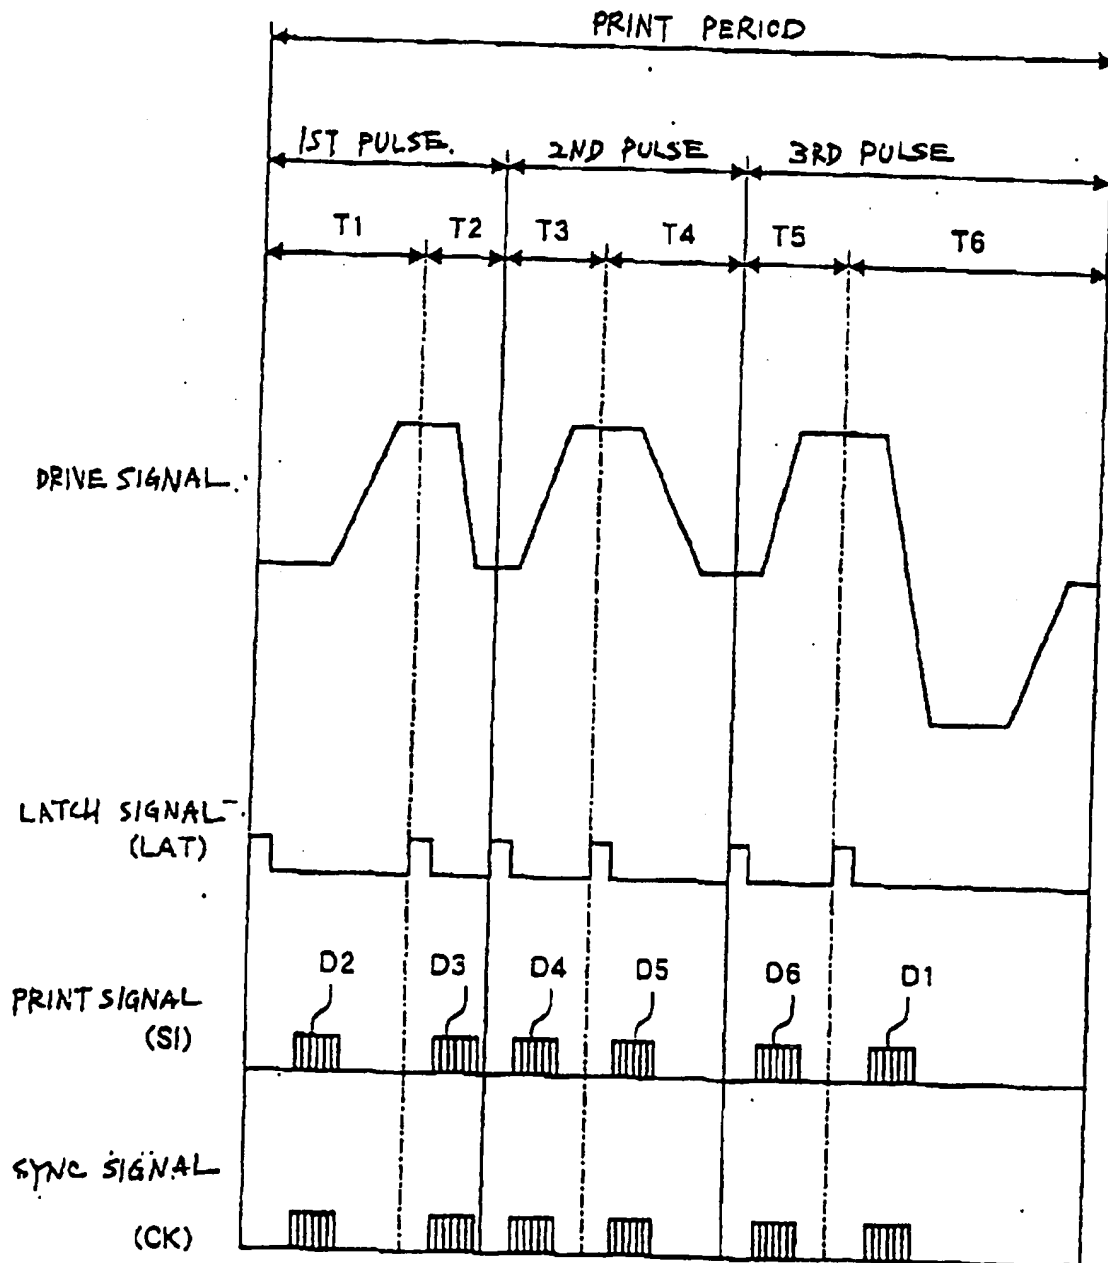 PRINT PERIOD
1ST PULSE. 2ND PULSE 3RD PULSE
T1 T2 T3 T4 T5 T6
DRIVE SIGNAL.
LATCH SIGNAL
(LAT)
D2 D3 D4 D5 D6 D1
PRINT SIGNAL
(SI)
SYNC SIGNAL
(CK)